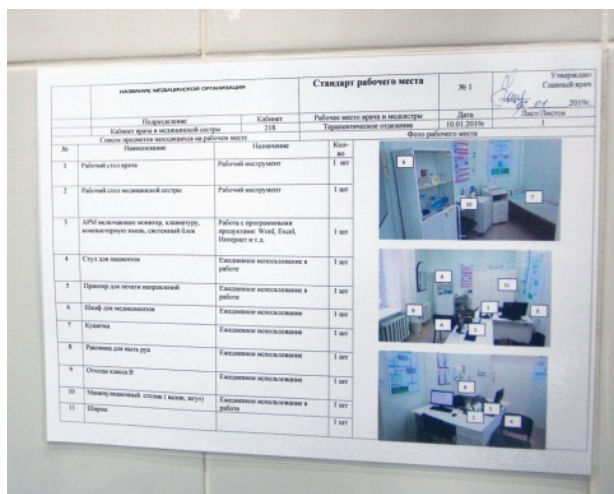 НАЗВАНИЕ МЕДИЦИНСКОЙ ОРГАНИЗАЦИИ
Стандарт рабочего места
№ 1
Утверждаю
Главный врач
01 2019г.
Подразделение
Кабинет
Рабочее место врача и медсестры
Дата
Лист/Листов
Кабинет врача и медицинской сестры
218
Терапевтическое отделение
10.01.2019г
1
Список предметов находящихся на рабочем месте
Фото рабочего места
№
Наименование
Назначение
Кол-во
1 Рабочий стол врача Рабочий инструмент 1 шт
2 Рабочий стол медицинской сестры Рабочий инструмент 1 шт
3 АРМ включающее монитор, клавиатуру, Работа с программными
компьютерную мышь, системный блок продуктами: Word, Excel, 1 шт
Интернет и т.д.
4 Стул для пациентов Ежедневное использование в 1 шт
работе
5 Принтер для печати направлений Ежедневное использование в 1 шт
работе
6 Шкаф для медикаментов Ежедневное использование 1 шт
7 Кушетка Ежедневное использование 1 шт
8 Раковина для мыть рук Ежедневное использование 1 шт
9 Отходы класса В Ежедневное использование 1 шт
10 Манипуляционный столик ( валик, жгут) Ежедневное использование в 1 шт
11 Ширма работе 1 шт